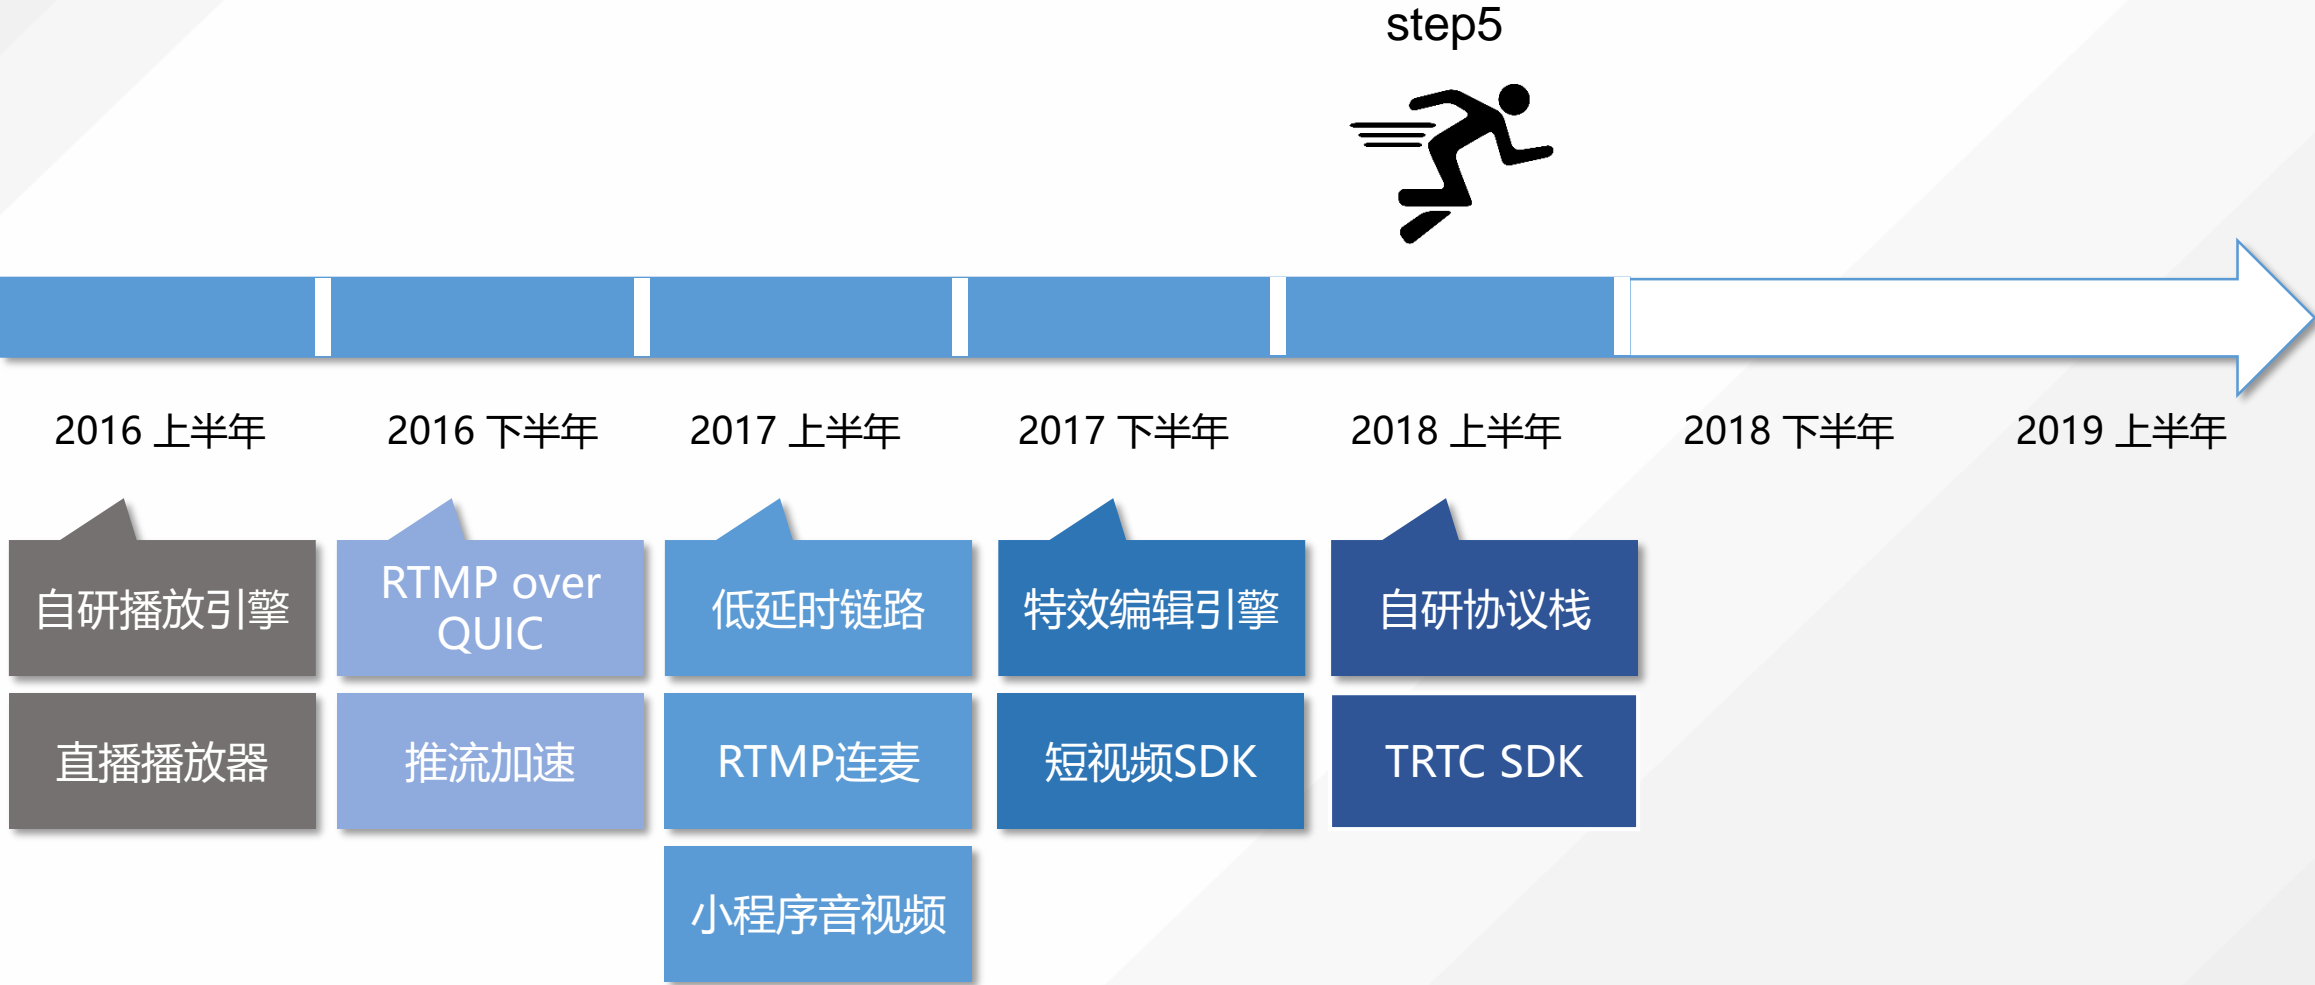 step5
2016 上半年
2016 下半年
2017 上半年
2017 下半年
2018 上半年
2018 下半年
2019 上半年
自研播放引擎
RTMP over
QUIC
低延时链路
特效编辑引擎
自研协议栈
直播播放器
推流加速
RTMP连麦
短视频SDK
TRTC SDK
小程序音视频